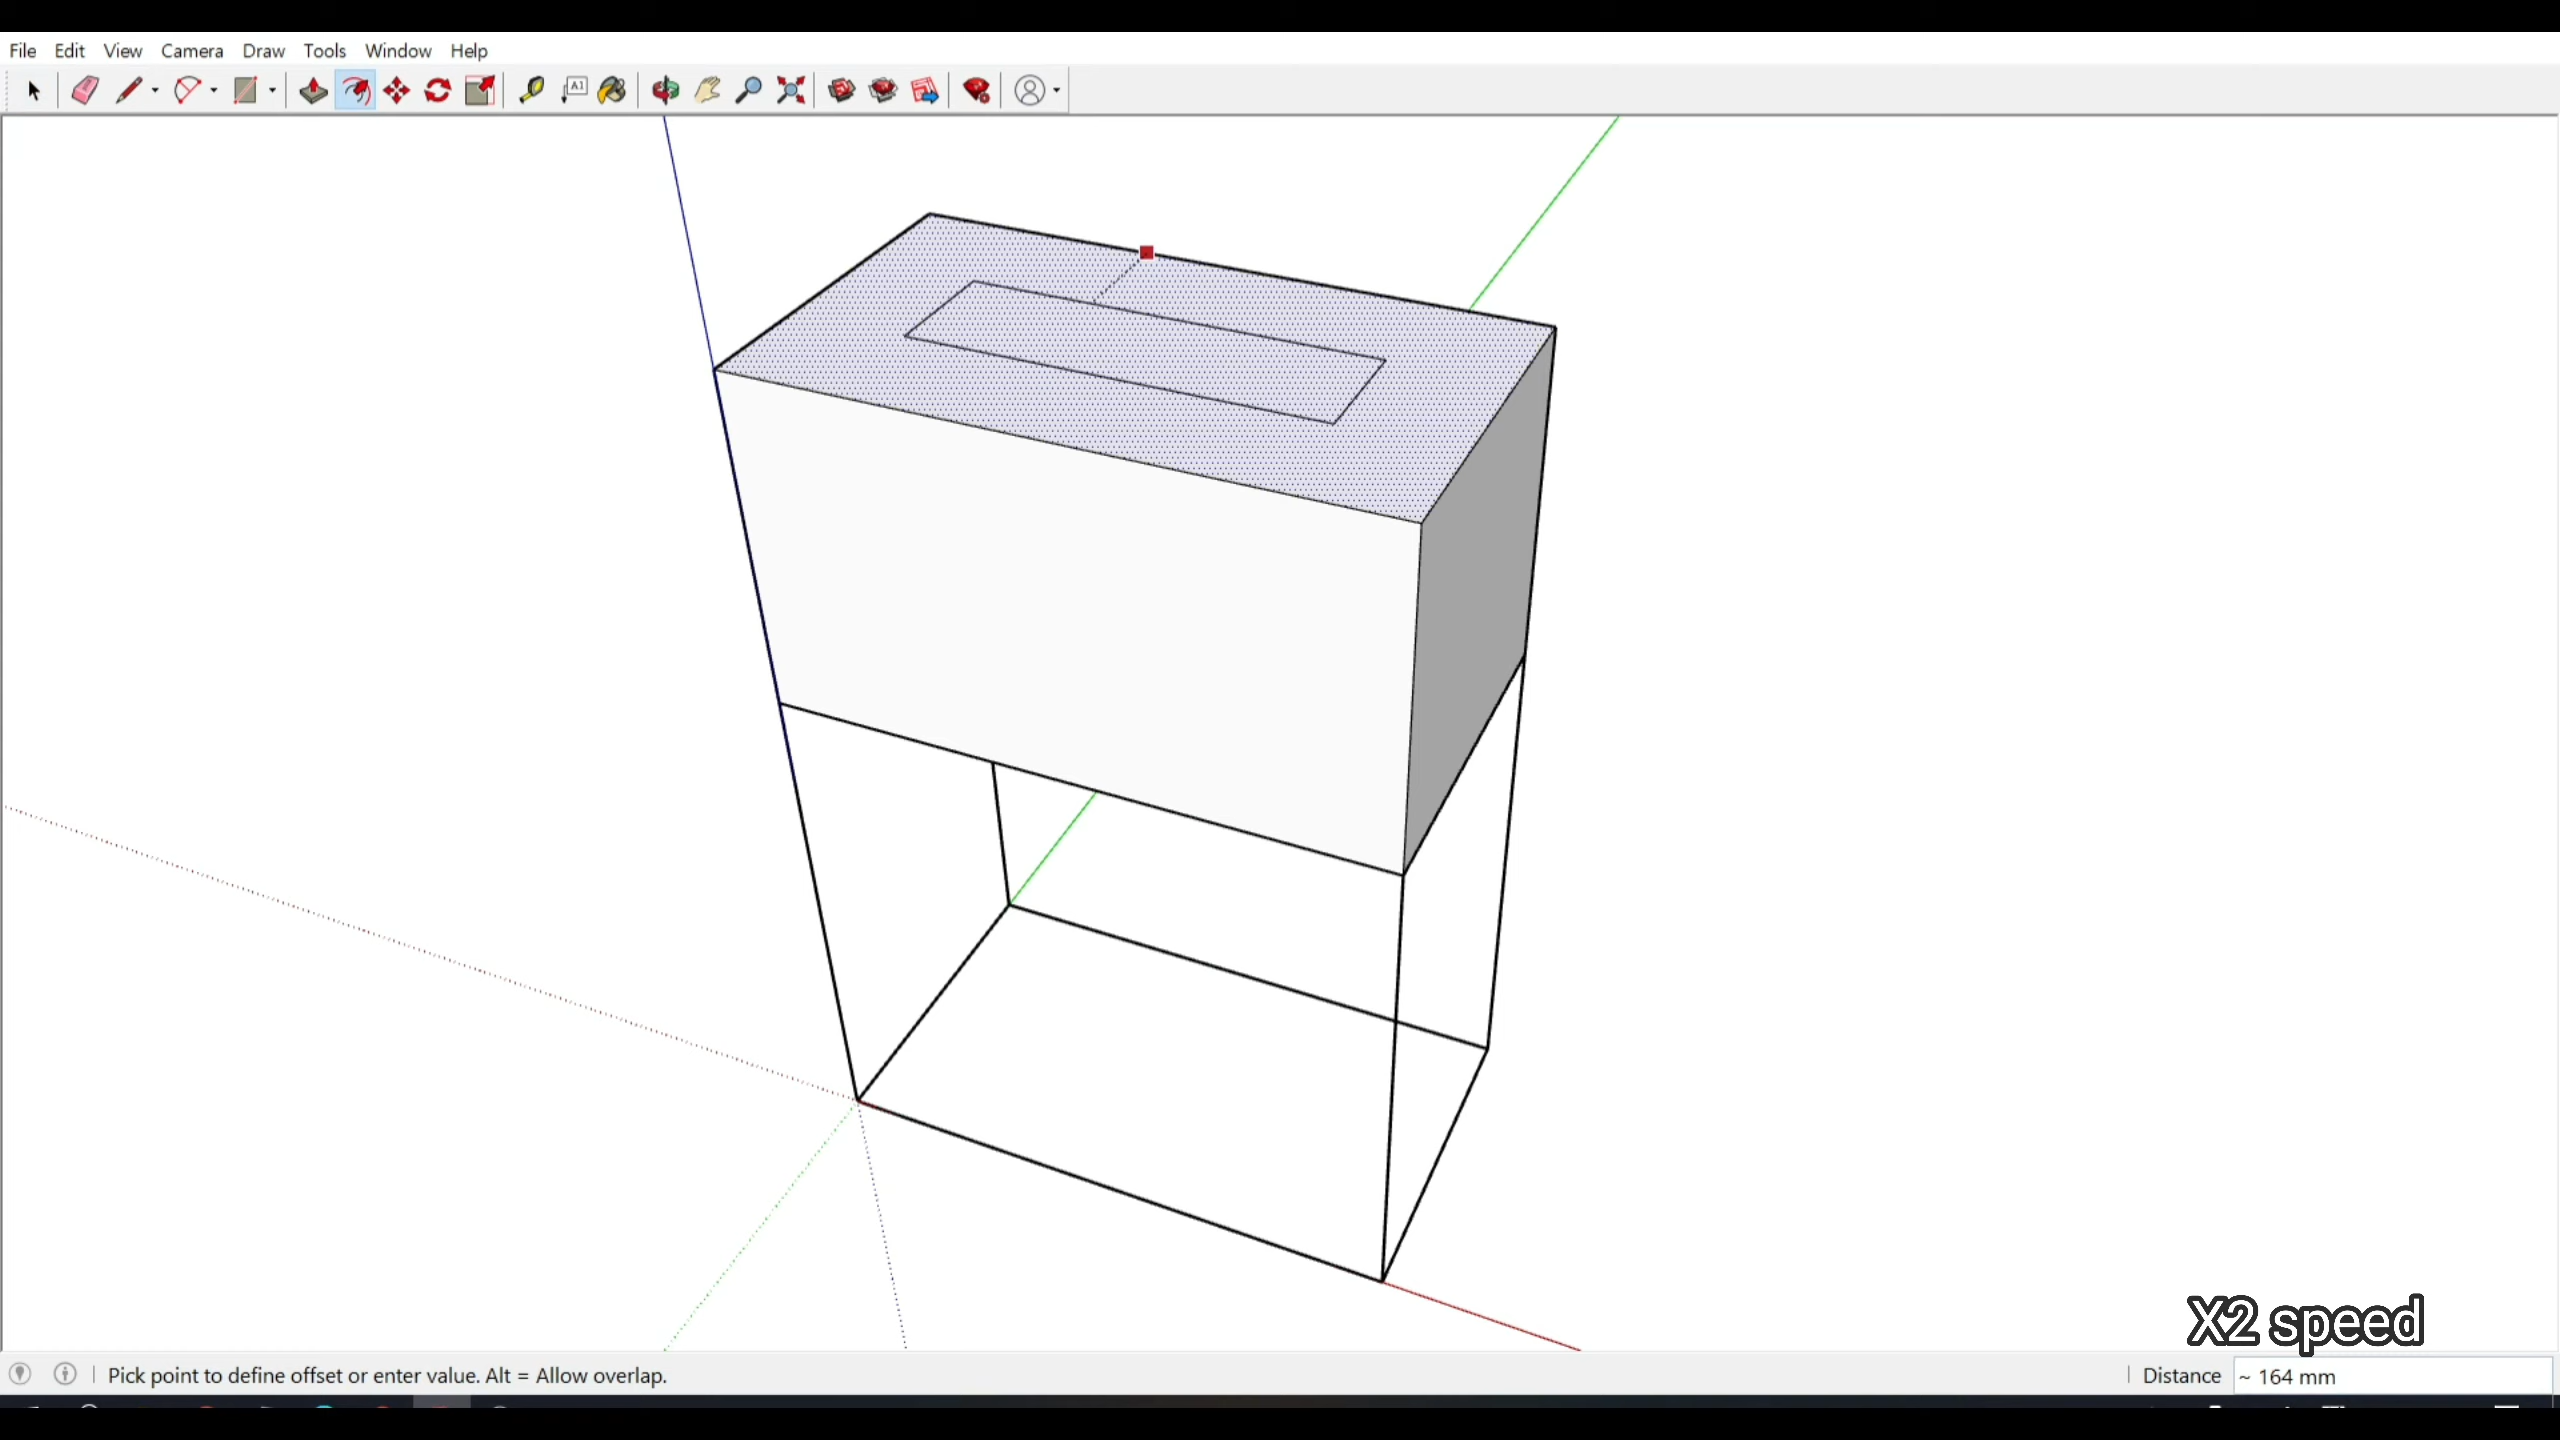 File Edit View Camera Draw Tools Window Help
A1
X2 speed
Pick point to define offset or enter value. Alt = Allow overlap.
Distance ~ 164 mm